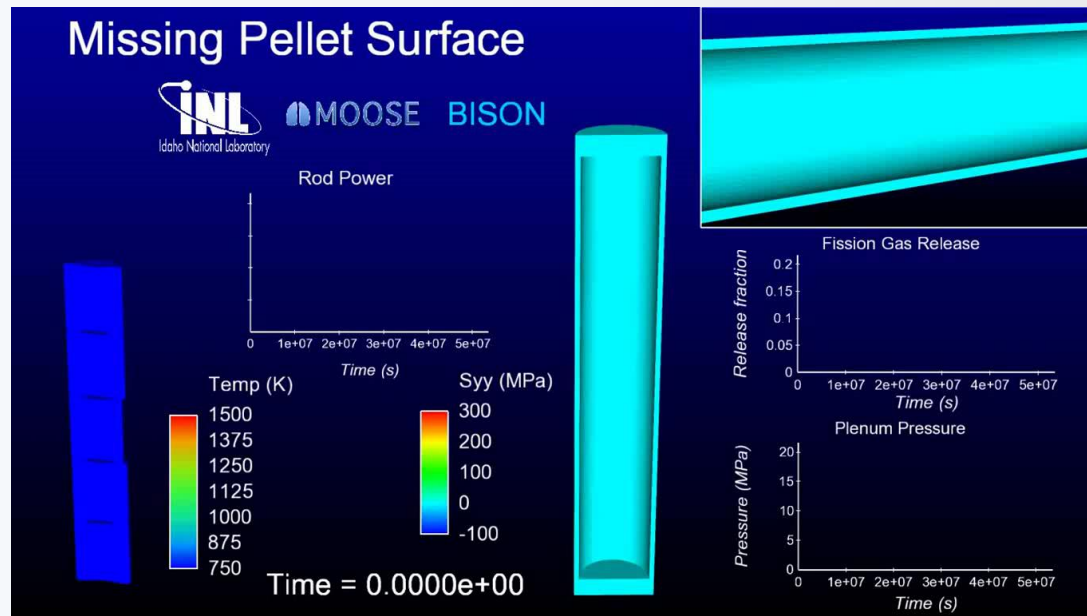 Missing Pellet Surface
INL
Idaho National Laboratory
MOOSE
BISON
Rod Power
0 1e+07 2e+07 3e+07 4e+07 5e+07
Time (s)
Temp (K)
1500
1375
1250
1125
1000
875
750
Syy (MPa)
300
200
100
0
-100
Time = 0.0000e+00
Fission Gas Release
Release fraction
0.2
0.15
0.1
0.05
0
0 1e+07 2e+07 3e+07 4e+07 5e+07
Time (s)
Plenum Pressure
Pressure (MPa)
20
15
10
5
0
0 1e+07 2e+07 3e+07 4e+07 5e+07
Time (s)